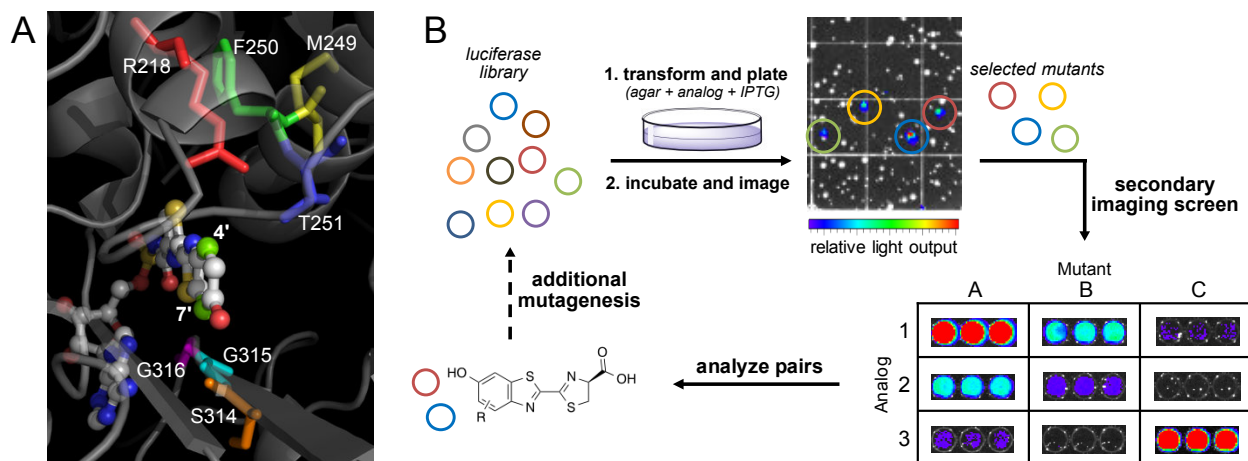 A
R218
F250
M249
T251
4'
7'
G316
G315
S314
B
luciferase
library
1. transform and plate
(agar + analog + IPTG)
2. incubate and image
relative light output
selected mutants
secondary
imaging screen
Mutant
A B C
Analog
1
2
3
analyze pairs
HO
R
N
S
N
S
O
OH
additional
mutagenesis